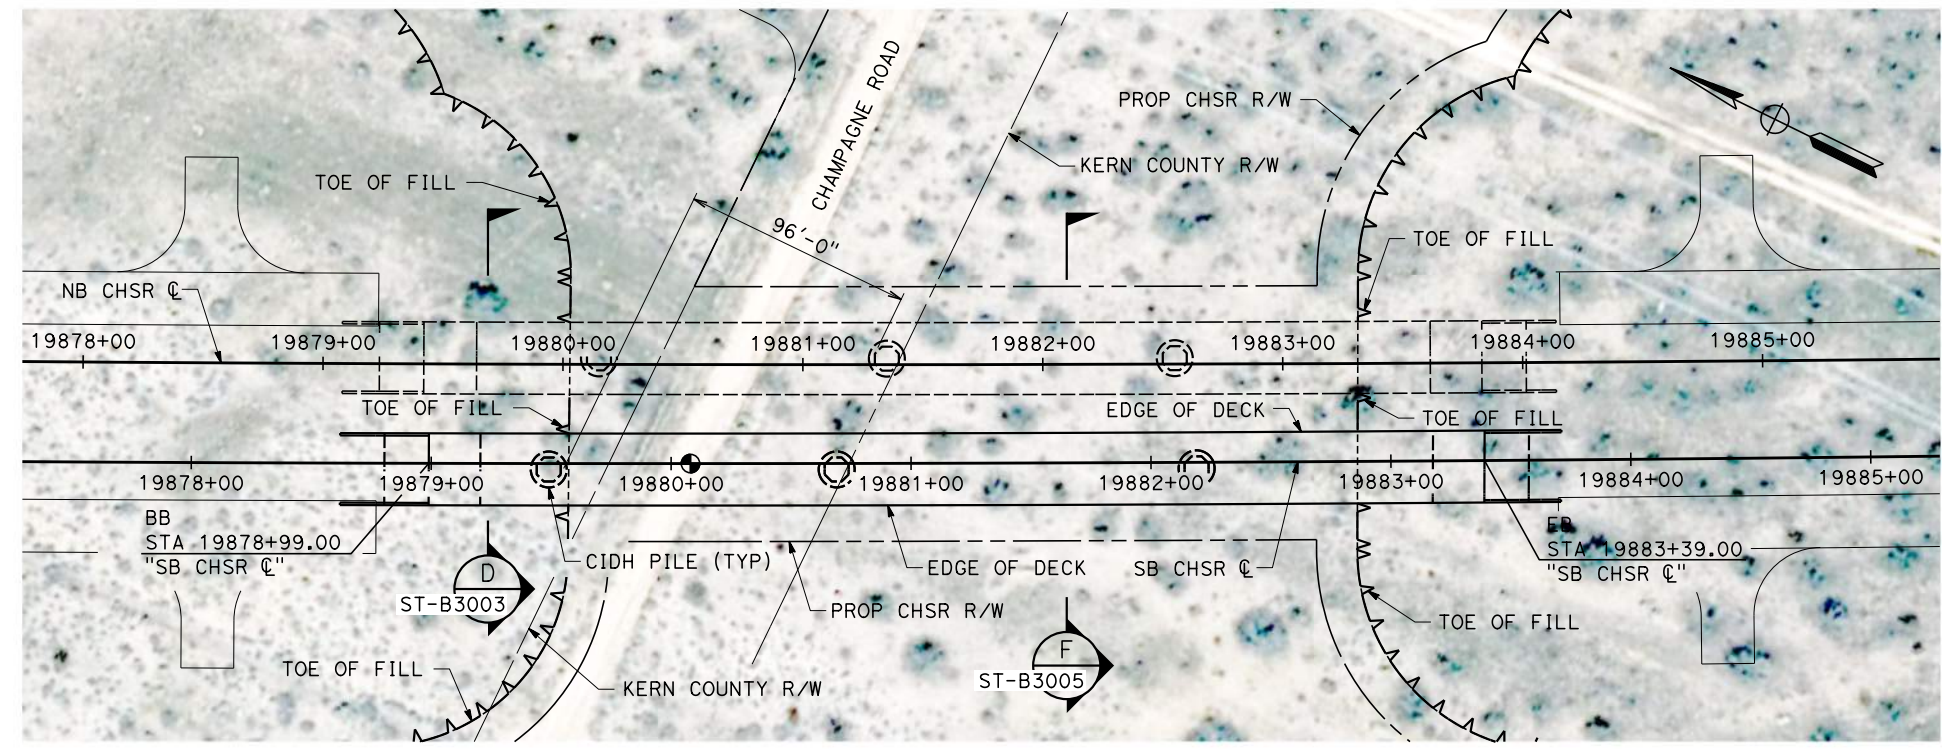 CHAMPAGNE ROAD
PROP CHSR R/W
KERN COUNTY R/W
TOE OF FILL
96'-0"
TOE OF FILL
NB CHSR ℄
19878+00
19879+00
19880+00
19881+00
19882+00
19883+00
19884+00
19885+00
TOE OF FILL
EDGE OF DECK
TOE OF FILL
19878+00
19879+00
19880+00
19881+00
19882+00
19883+00
19884+00
19885+00
BB
STA 19878+99.00
"SB CHSR ℄"
EB
STA 19883+39.00
"SB CHSR ℄"
CIDH PILE (TYP)
EDGE OF DECK
SB CHSR ℄
D
ST-B3003
PROP CHSR R/W
TOE OF FILL
F
ST-B3005
TOE OF FILL
KERN COUNTY R/W